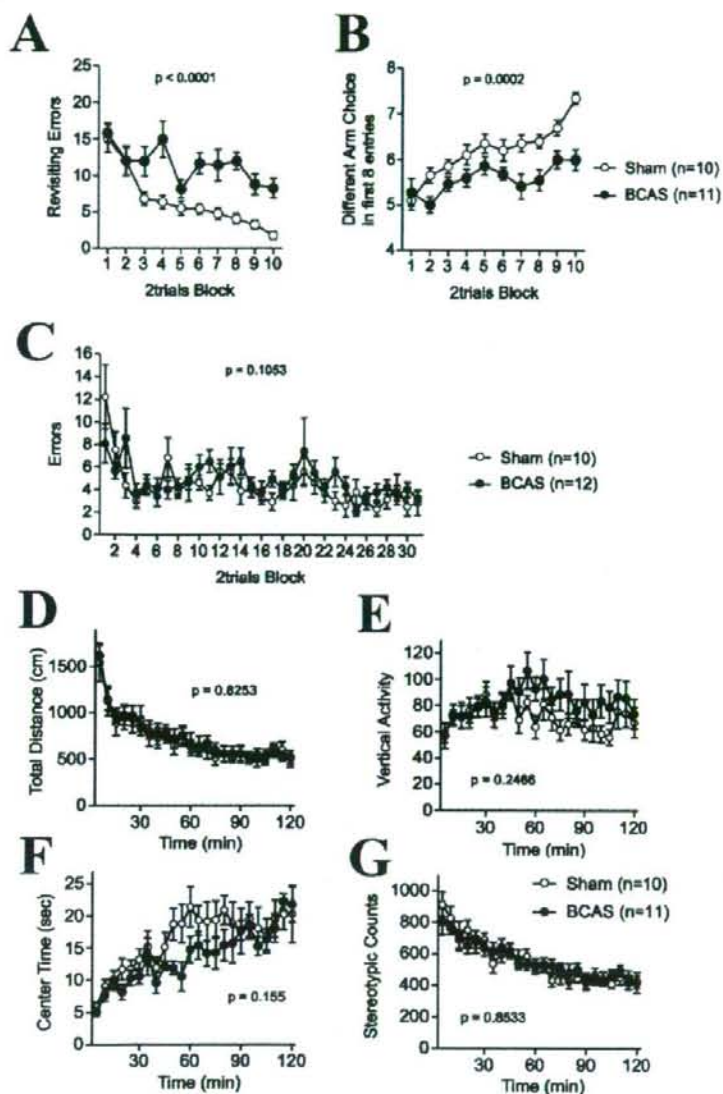 A
p < 0.0001
Revisiting Errors
25
20
15
10
5
0
1 2 3 4 5 6 7 8 9 10
2trials Block
B
p = 0.0002
Different Arm Choice
in first 8 entries
8
7
6
5
4
1 2 3 4 5 6 7 8 9 10
2trials Block
Sham (n=10)
BCAS (n=11)
C
p = 0.1053
Errors
16
14
12
10
8
6
4
2
0
2 4 6 8 10 12 14 16 18 20 22 24 26 28 30
2trials Block
Sham (n=10)
BCAS (n=12)
D
p = 0.8253
Total Distance (cm)
1500
1000
500
0
30 60 90 120
Time (min)
E
Vertical Activity
120
100
80
60
40
20
0
p = 0.2466
30 60 90 120
Time (min)
F
Center Time (sec)
25
20
15
10
5
0
p = 0.155
30 60 90 120
Time (min)
G
Sham (n=10)
BCAS (n=11)
Stereotypic Counts
1000
800
600
400
200
0
p = 0.8533
30 60 90 120
Time (min)